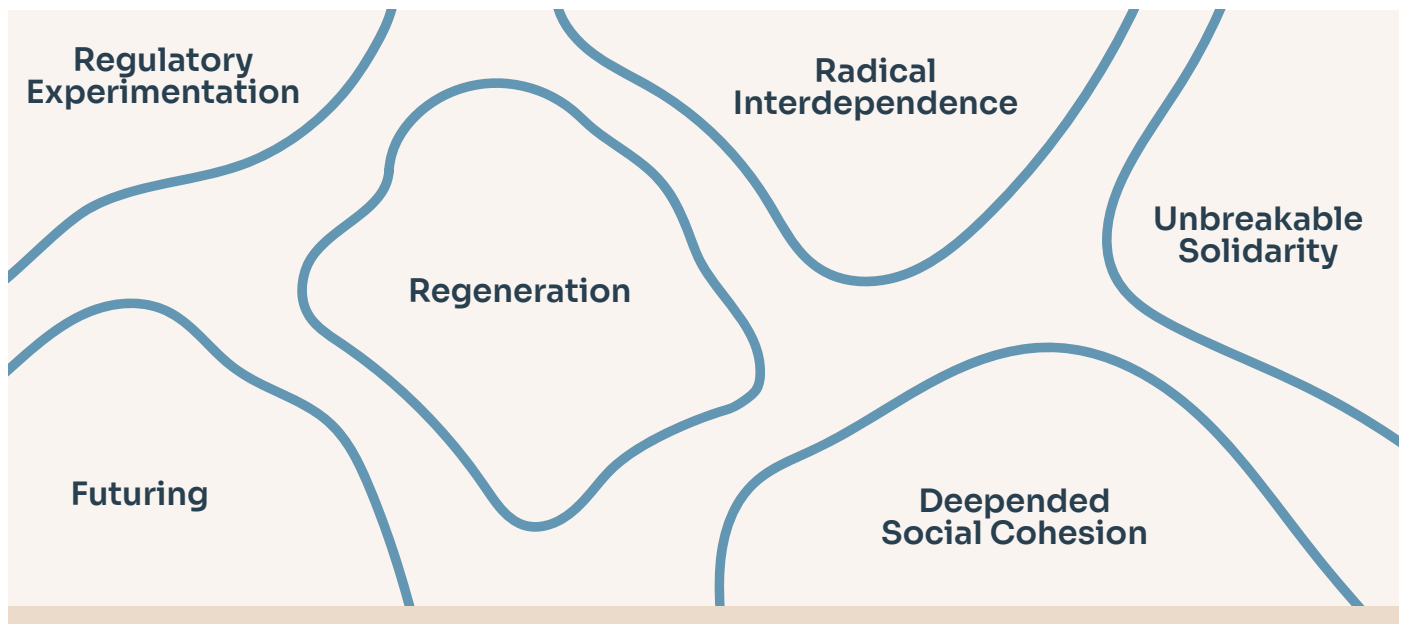 Regulatory
Experimentation
Radical
Interdependence
Unbreakable
Solidarity
Regeneration
Futuring
Deepended
Social Cohesion